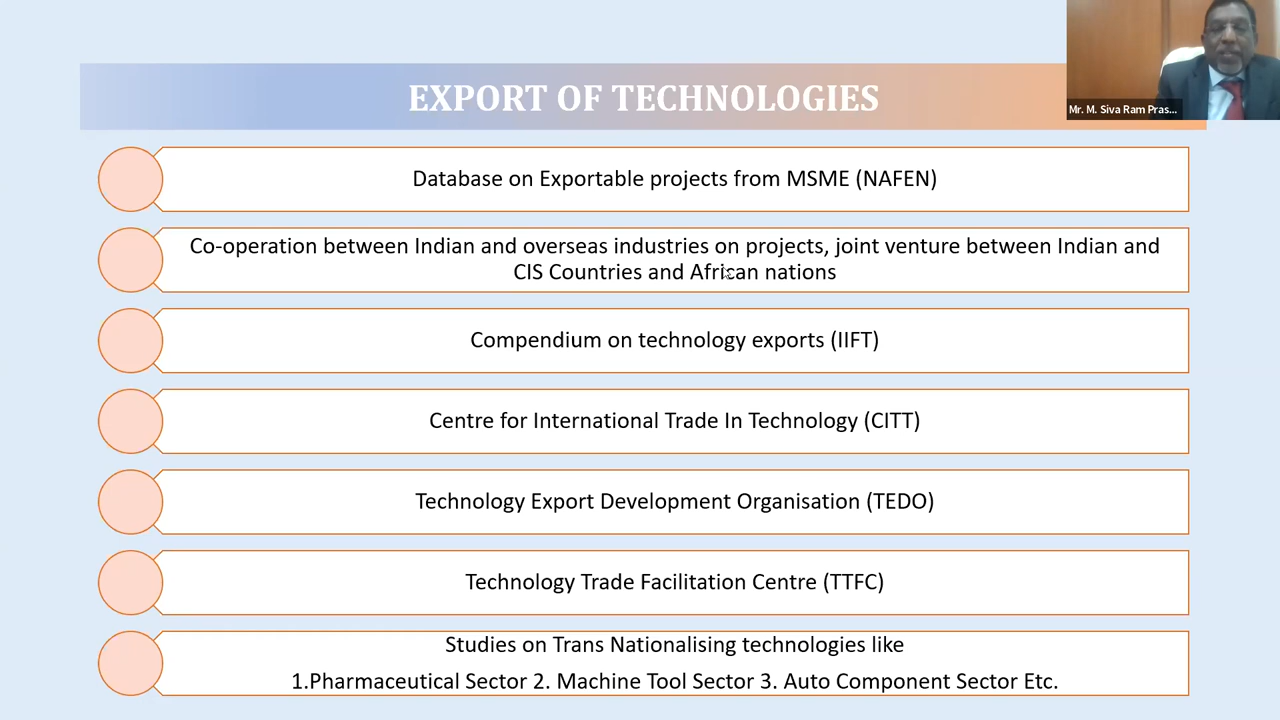 EXPORT OF TECHNOLOGIES
Mr. M. Siva Ram Pras...
Database on Exportable projects from MSME (NAFEN)
Co-operation between Indian and overseas industries on projects, joint venture between Indian and
CIS Countries and African nations
Compendium on technology exports (IIFT)
Centre for International Trade In Technology (CITT)
Technology Export Development Organisation (TEDO)
Technology Trade Facilitation Centre (TTFC)
Studies on Trans Nationalising technologies like
1.Pharmaceutical Sector 2. Machine Tool Sector 3. Auto Component Sector Etc.